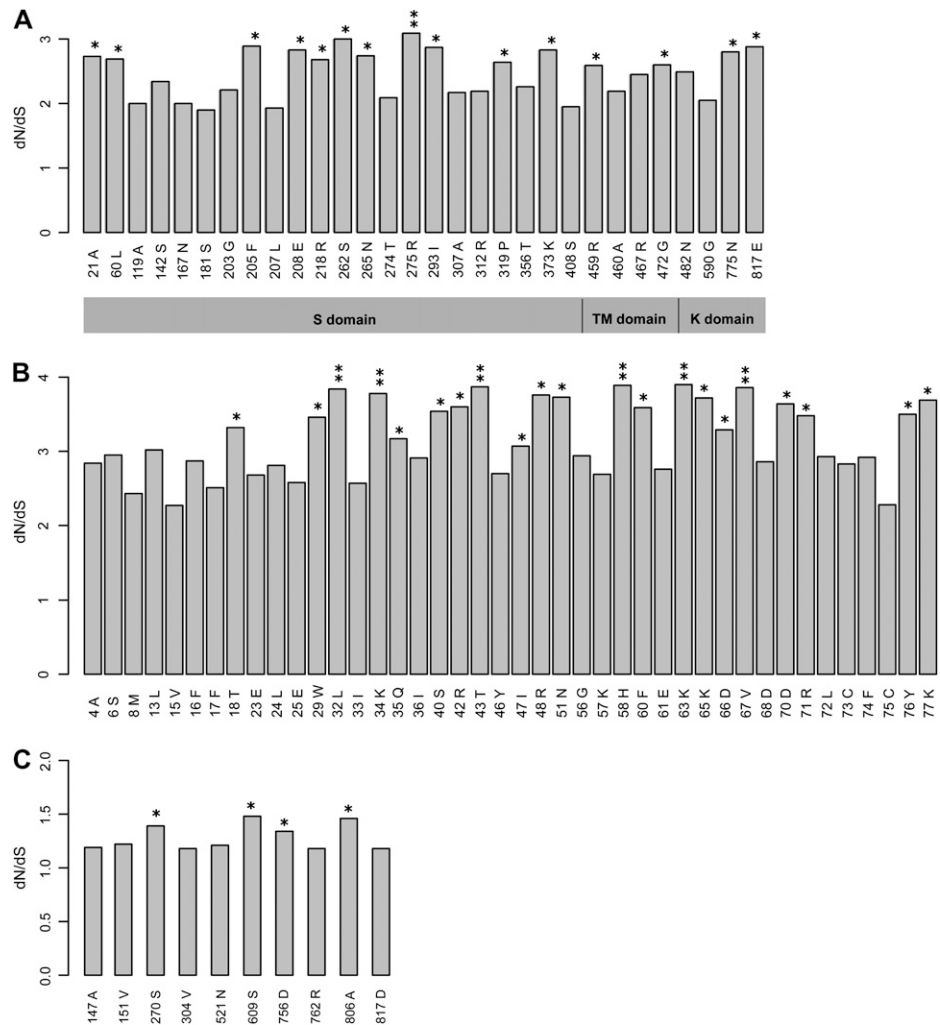 A
dN/dS
3
2
1
0
* * * * * * * ** * * * * * * *
21 A 60 L 119 A 142 S 167 N 181 S 203 G 205 F 207 L 208 E 218 R 262 S 265 N 274 T 275 R 293 I 307 A 312 R 319 P 356 T 373 K 408 S 459 R 460 A 467 R 472 G 482 N 590 G 775 N 817 E
S domain TM domain K domain
B
dN/dS
4
3
2
1
0
* * ** ** * * * ** * * * ** * ** * * ** * * * *
4 A 6 S 8 M 13 L 15 V 16 F 17 F 18 T 23 E 24 L 25 E 29 W 32 L 33 I 34 K 35 Q 36 I 40 S 42 R 43 T 46 Y 47 I 48 R 51 N 56 G 57 K 58 H 60 F 61 E 63 K 65 K 66 D 67 V 68 D 70 D 71 R 72 L 73 C 74 F 75 C 76 Y 77 K
C
dN/dS
2.0
1.5
1.0
0.5
0.0
* * * *
147 A 151 V 270 S 304 V 521 N 609 S 756 D 762 R 806 A 817 D